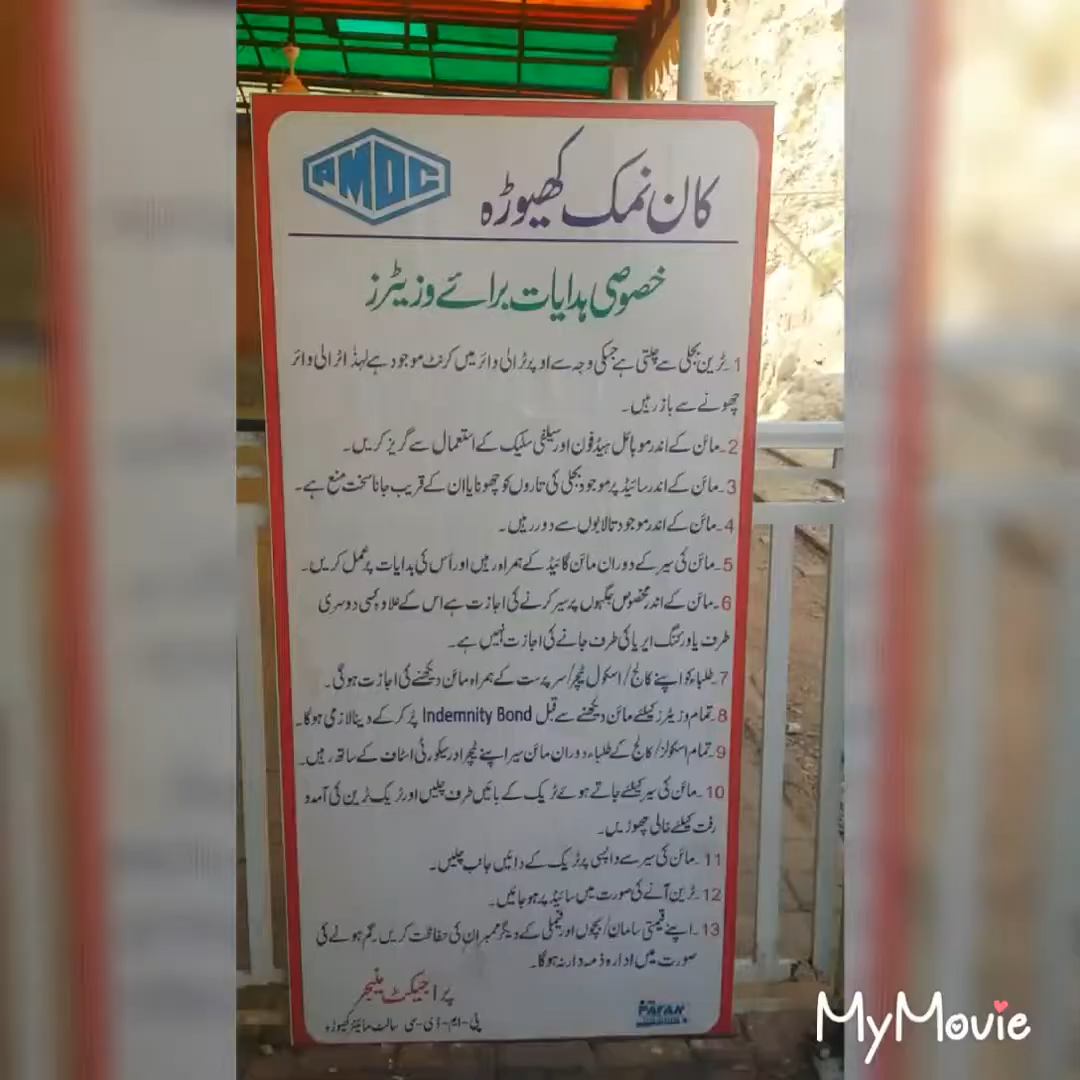 PMDC
کان نمک کھیوڑہ
خصوصی ہدایات برائے وزیٹرز
1۔ ٹرین بجلی سے چلتی ہے جسکی وجہ سے اوپر ٹرالی وائر میں کرنٹ موجود ہے لہذٰا ٹرالی وائر
چھونے سے باز رہیں۔
2۔ مائن کے اندر موبائل ہیڈفون اور سیلفی سٹیک کے استعمال سے گریز کریں۔
3۔ مائن کے اندر سائیڈ پر موجود بجلی کی تاروں کو چھونا یا ان کے قریب جانا سخت منع ہے۔
4۔ مائن کے اندر موجود تالابوں سے دور رہیں۔
5۔ مائن کی سیر کے دوران مائن گائیڈ کے ہمراہ رہیں اور اُس کی ہدایات پر عمل کریں۔
6۔ مائن کے اندر مخصوص جگہوں پر سیر کرنے کی اجازت ہے اس کے علاوہ کسی دوسری
طرف یا ورکنگ ایریا کی طرف جانے کی اجازت نہیں ہے۔
7۔ طلباء کو اپنے کالج/اسکول ٹیچر/سرپرست کے ہمراہ مائن دیکھنے کی اجازت ہوگی۔
8۔ تمام وزیٹرز کیلئے مائن دیکھنے سے قبل Indemnity Bond پُر کر کے دینا لازمی ہوگا۔
9۔ تمام اسکولز/کالج کے طلباء دوران مائن سیر اپنے ٹیچر اور سیکورٹی اسٹاف کے ساتھ رہیں۔
10۔ مائن کی سیر کیلئے جاتے ہوئے ٹریک کے بائیں طرف چلیں اور ٹریک ٹرین کی آمد و
رفت کیلئے خالی چھوڑیں۔
11۔ مائن کی سیر سے واپسی پر ٹریک کے دائیں جانب چلیں۔
12۔ ٹرین آنے کی صورت میں سائیڈ پر ہو جائیں۔
13۔ اپنے قیمتی سامان/بچوں اور فیملی کے دیگر ممبران کی حفاظت کریں۔ گم ہونے کی
صورت میں ادارہ ذمہ دار نہ ہوگا۔
پراجیکٹ منیجر
پی-ایم-ڈی-سی سالٹ مائینز کھیوڑہ
MyMovie